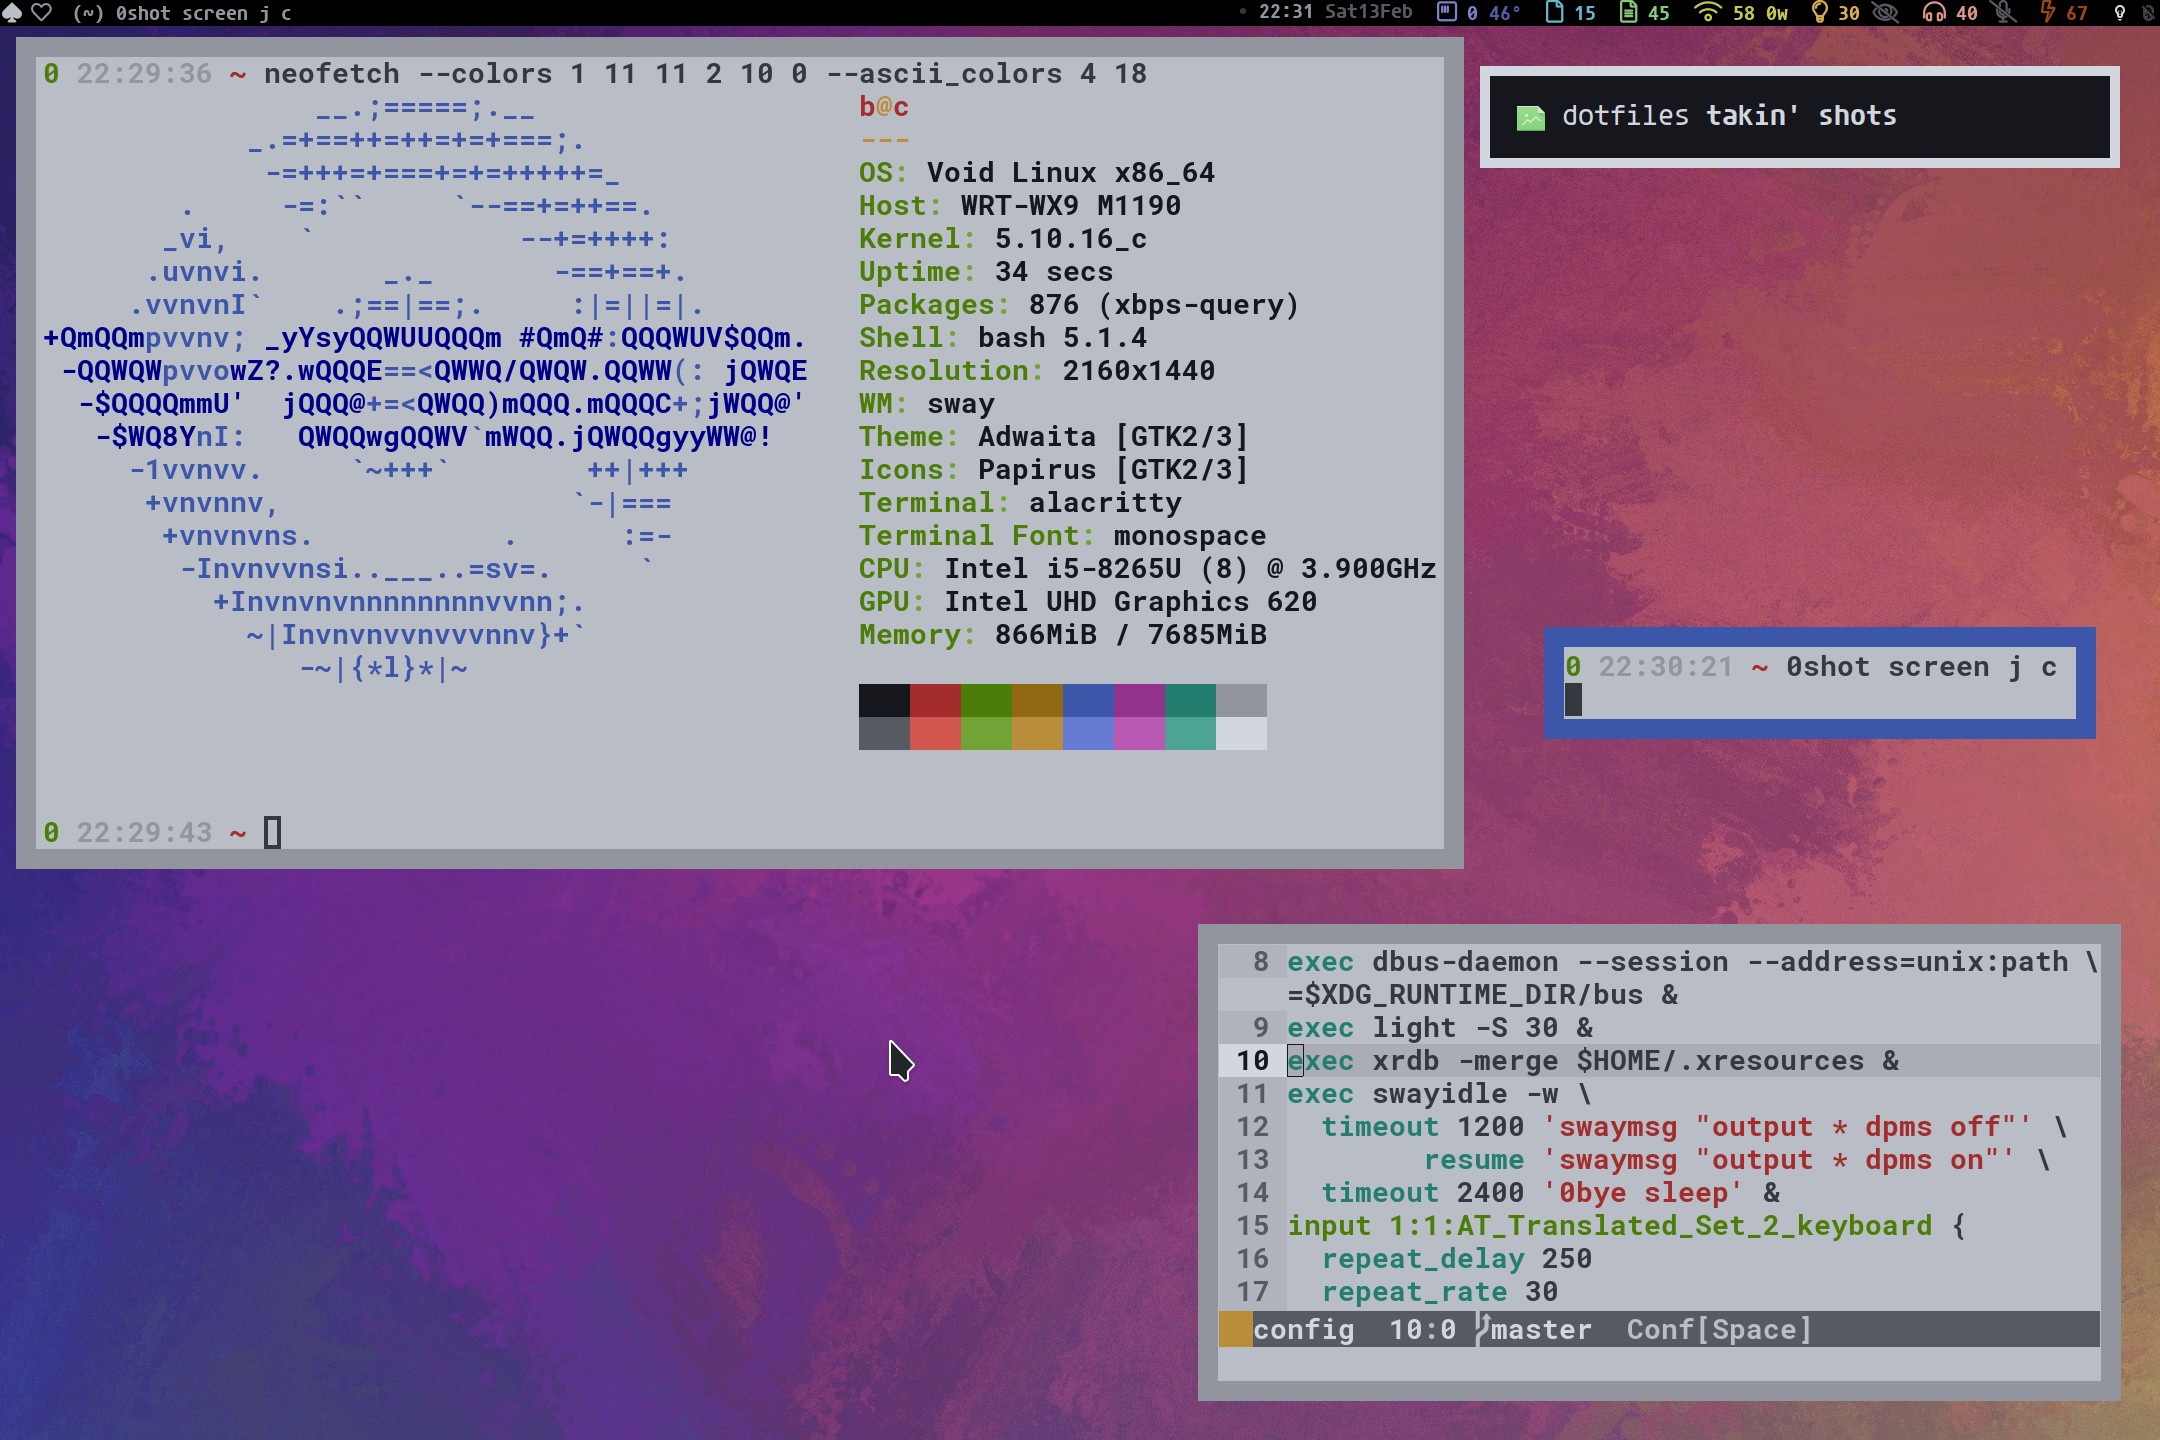 (~) 0shot screen j c
22:31 Sat13Feb 0 46° 15 45 58 0w 30 40 67
0 22:29:36 ~ neofetch --colors 1 11 11 2 10 0 --ascii_colors 4 18
__.;=====;.__
_.=+==++=++=+=+===;.
-=+++=+===+=+=+++++=_
.     -=:``     `--==+=++==.
_vi,    `            --+=++++:
.uvnvi.       _._       -==+==+.
.vvnvnI`    .;==|==;.     :|=||=|.
+QmQQmpvvnv; _yYsyQQWUUQQQm #QmQ#:QQQWUV$QQm.
-QQWQWpvvowZ?.wQQQE==<QWWQ/QWQW.QQWW(: jQWQE
-$QQQQmmU'  jQQQ@+=<QWQQ)mQQQ.mQQQC+;jWQQ@'
-$WQ8YnI:   QWQQwgQQWV`mWQQ.jQWQQgyyWW@!
-1vvnvv.     `~+++`        ++|+++
+vnvnnv,                 `-|===
+vnvnvns.           .      :=-
-Invnvvnsi..___..=sv=.     `
+Invnvnvnnnnnnnnvvnn;.
~|Invnvnvvnvvvnnv}+`
-~|{*l}*|~
b@c
---
OS: Void Linux x86_64
Host: WRT-WX9 M1190
Kernel: 5.10.16_c
Uptime: 34 secs
Packages: 876 (xbps-query)
Shell: bash 5.1.4
Resolution: 2160x1440
WM: sway
Theme: Adwaita [GTK2/3]
Icons: Papirus [GTK2/3]
Terminal: alacritty
Terminal Font: monospace
CPU: Intel i5-8265U (8) @ 3.900GHz
GPU: Intel UHD Graphics 620
Memory: 866MiB / 7685MiB
0 22:29:43 ~
dotfiles takin' shots
0 22:30:21 ~ 0shot screen j c
8 exec dbus-daemon --session --address=unix:path \
=$XDG_RUNTIME_DIR/bus &
9 exec light -S 30 &
10 exec xrdb -merge $HOME/.xresources &
11 exec swayidle -w \
12   timeout 1200 'swaymsg "output * dpms off"' \
13         resume 'swaymsg "output * dpms on"' \
14   timeout 2400 '0bye sleep' &
15 input 1:1:AT_Translated_Set_2_keyboard {
16   repeat_delay 250
17   repeat_rate 30
config  10:0 master  Conf[Space]